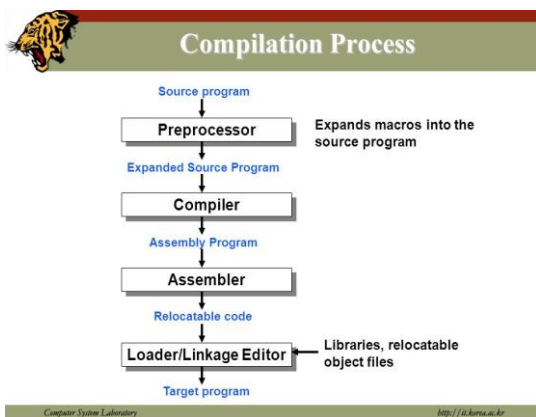 Compilation Process
Source program
Preprocessor
Expands macros into the
source program
Expanded Source Program
Compiler
Assembly Program
Assembler
Relocatable code
Loader/Linkage Editor
Libraries, relocatable
object files
Target program
Computer System Laboratory
http://it.korea.ac.kr